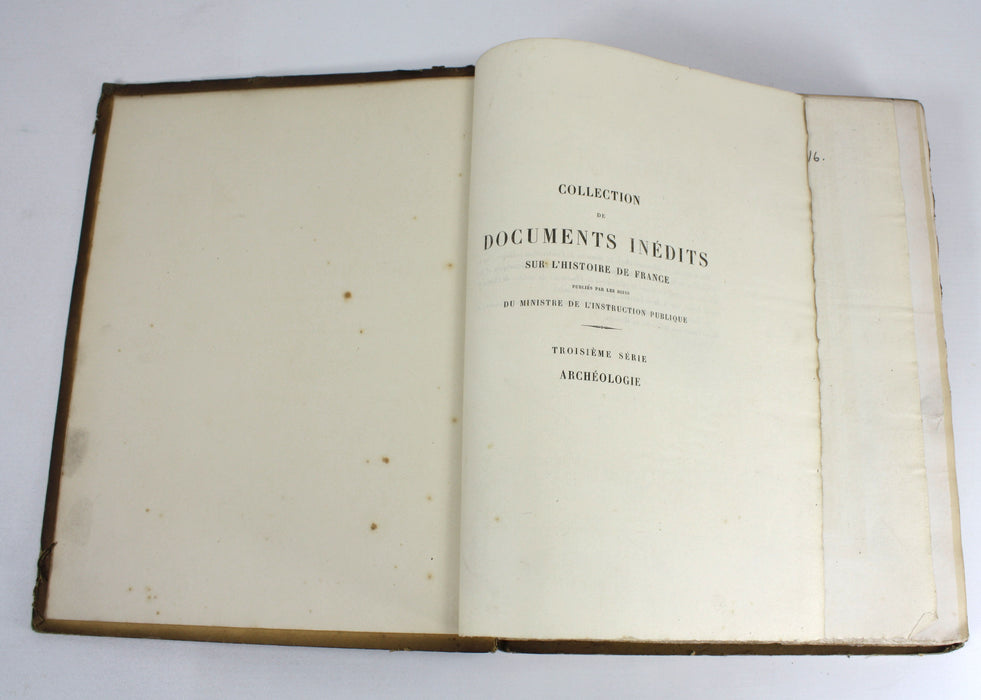 COLLECTION
DE
DOCUMENTS INÉDITS
SUR L'HISTOIRE DE FRANCE
PUBLIÉS PAR LES SOINS
DU MINISTRE DE L'INSTRUCTION PUBLIQUE
TROISIÈME SÉRIE
ARCHÉOLOGIE
16.